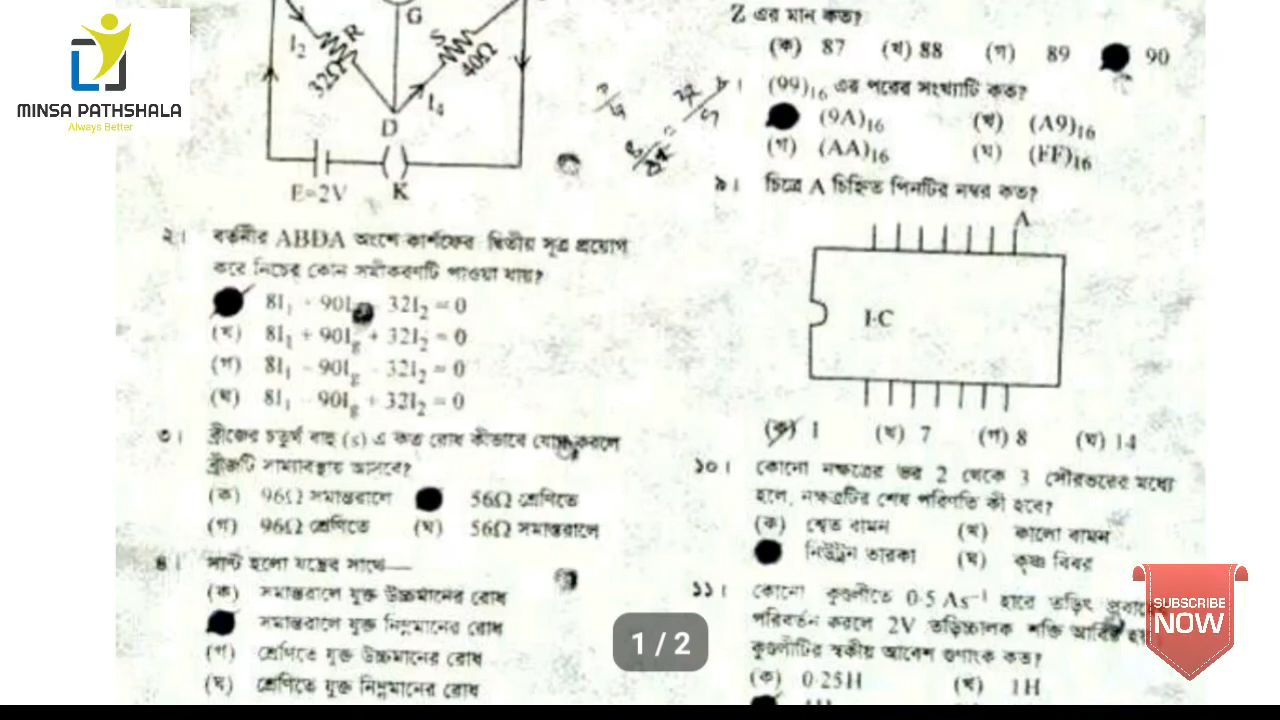 MINSA PATHSHALA
Always Better
G
I2
R
32Ω
S
40Ω
I4
D
E=2V
K
২। বর্তনীর ABDA অংশে কার্শফের দ্বিতীয় সূত্র প্রয়োগ
করে নিচের কোন সমীকরণটি পাওয়া যায়?
8I₁ + 90I 32I₂ = 0
(খ) 8I₁ + 90Ig + 32I₂ = 0
(গ) 8I₁ − 90Ig − 32I₂ = 0
(ঘ) 8I₁ 90Ig + 32I₂ = 0
৩। ব্রীজের চতুর্থ বাহু (s) এ কত রোধ কীভাবে যোগ করলে
ব্রীজটি সাম্যাবস্থায় আসবে?
(ক) 96Ω সমান্তরালে 56Ω শ্রেণিতে
(গ) 96Ω শ্রেণিতে (ঘ) 56Ω সমান্তরালে
৪। সান্ট হলো যন্ত্রের সাথে—
(ক) সমান্তরালে যুক্ত উচ্চমানের রোধ
সমান্তরালে যুক্ত নিম্নমানের রোধ
(গ) শ্রেণিতে যুক্ত উচ্চমানের রোধ
(ঘ) শ্রেণিতে যুক্ত নিম্নমানের রোধ
Z এর মান কত?
(ক) 87 (খ) 88 (গ) 89 90
৮। (99)₁₆ এর পরের সংখ্যাটি কত?
(9A)₁₆ (খ) (A9)₁₆
(গ) (AA)₁₆ (ঘ) (FF)₁₆
৯। চিত্রে A চিহ্নিত পিনটির নম্বর কত?
A
I·C
(ক) 1 (খ) 7 (গ) 8 (ঘ) 14
১০। কোনো নক্ষত্রের ভর 2 থেকে 3 সৌরভরের মধ্যে
হলে, নক্ষত্রটির শেষ পরিণতি কী হবে?
(ক) শ্বেত বামন (খ) কালো বামন
নিউট্রন তারকা (ঘ) কৃষ্ণ বিবর
১১। কোনো কুণ্ডলীতে 0·5 As⁻¹ হারে তড়িৎ
পরিবর্তন করলে 2V তড়িচ্চালক শক্তি
কুণ্ডলীটির স্বকীয় আবেশ গুণাংক কত?
(ক) 0·25H (খ) 1H
1 / 2
SUBSCRIBE
NOW